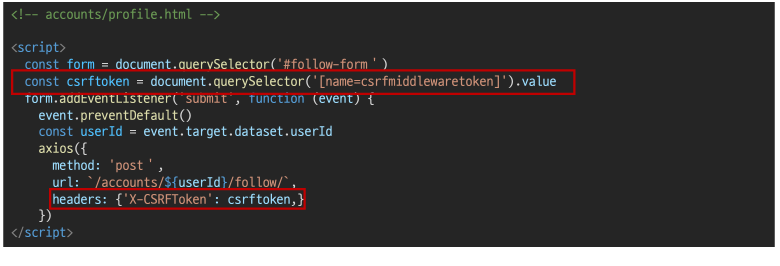 <!-- accounts/profile.html -->
<script>
const form = document.querySelector('#follow-form ')
const csrftoken = document.querySelector('[name=csrfmiddlewaretoken]').value
form.addEventListener('submit', function (event) {
event.preventDefault()
const userId = event.target.dataset.userId
axios({
method: 'post ',
url: `/accounts/${userId}/follow/`,
headers: {'X-CSRFToken': csrftoken,}
})
</script>